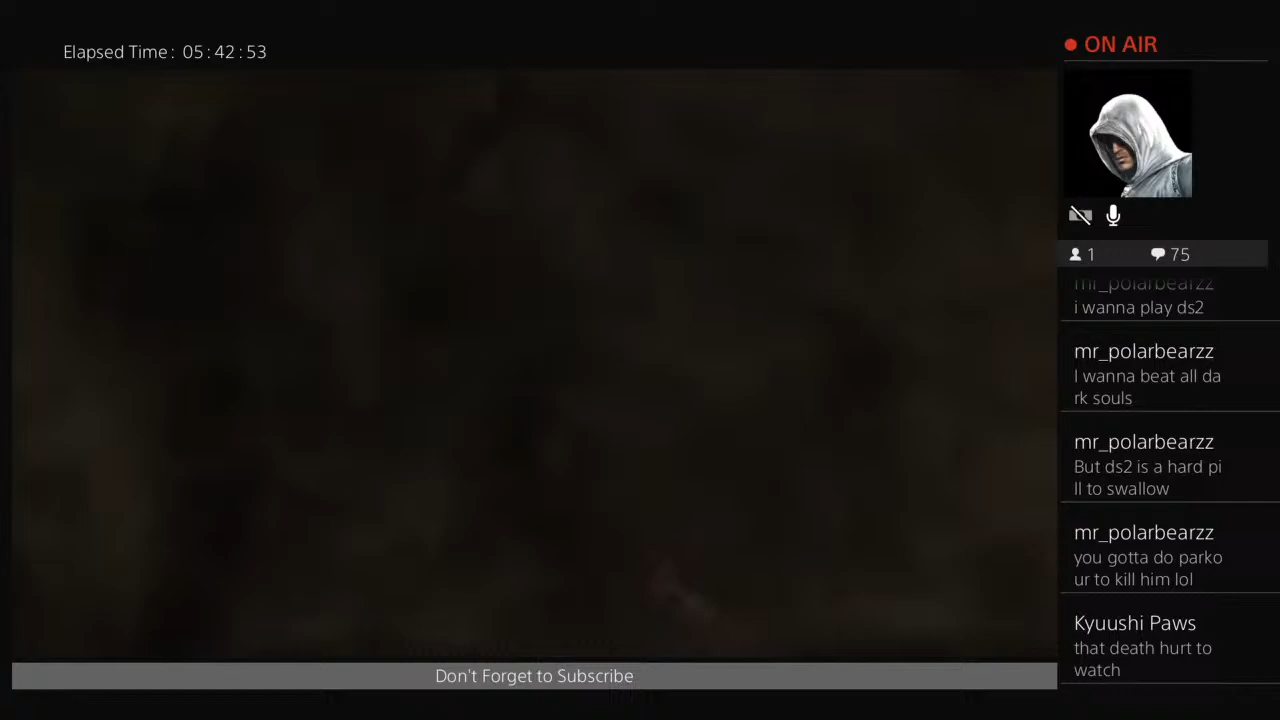 Elapsed Time: 05:42:53
ON AIR
1
75
mr_polarbearzz
i wanna play ds2
mr_polarbearzz
I wanna beat all da
rk souls
mr_polarbearzz
But ds2 is a hard pi
ll to swallow
mr_polarbearzz
you gotta do parko
ur to kill him lol
Kyuushi Paws
that death hurt to
watch
Don't Forget to Subscribe